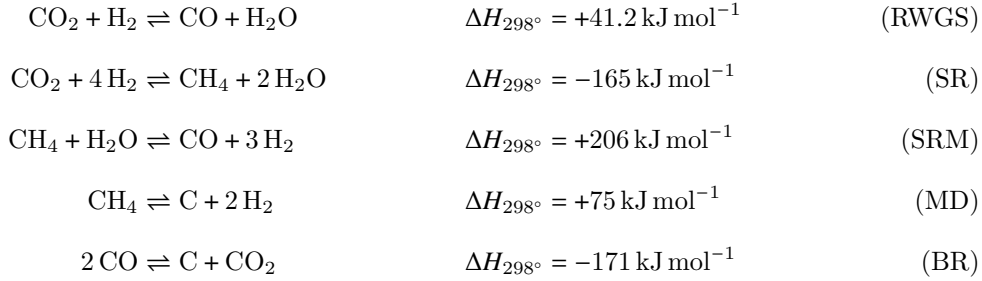 CO₂ + H₂ ⇌ CO + H₂O ΔH₂₉₈° = +41.2 kJ mol⁻¹ (RWGS)
CO₂ + 4 H₂ ⇌ CH₄ + 2 H₂O ΔH₂₉₈° = −165 kJ mol⁻¹ (SR)
CH₄ + H₂O ⇌ CO + 3 H₂ ΔH₂₉₈° = +206 kJ mol⁻¹ (SRM)
CH₄ ⇌ C + 2 H₂ ΔH₂₉₈° = +75 kJ mol⁻¹ (MD)
2 CO ⇌ C + CO₂ ΔH₂₉₈° = −171 kJ mol⁻¹ (BR)